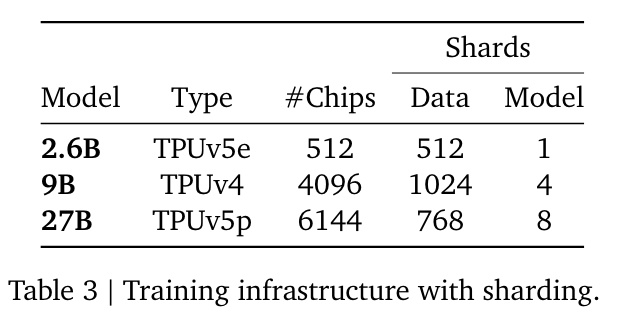 Shards
Model Type #Chips Data Model
2.6B TPUv5e 512 512 1
9B TPUv4 4096 1024 4
27B TPUv5p 6144 768 8
Table 3 | Training infrastructure with sharding.